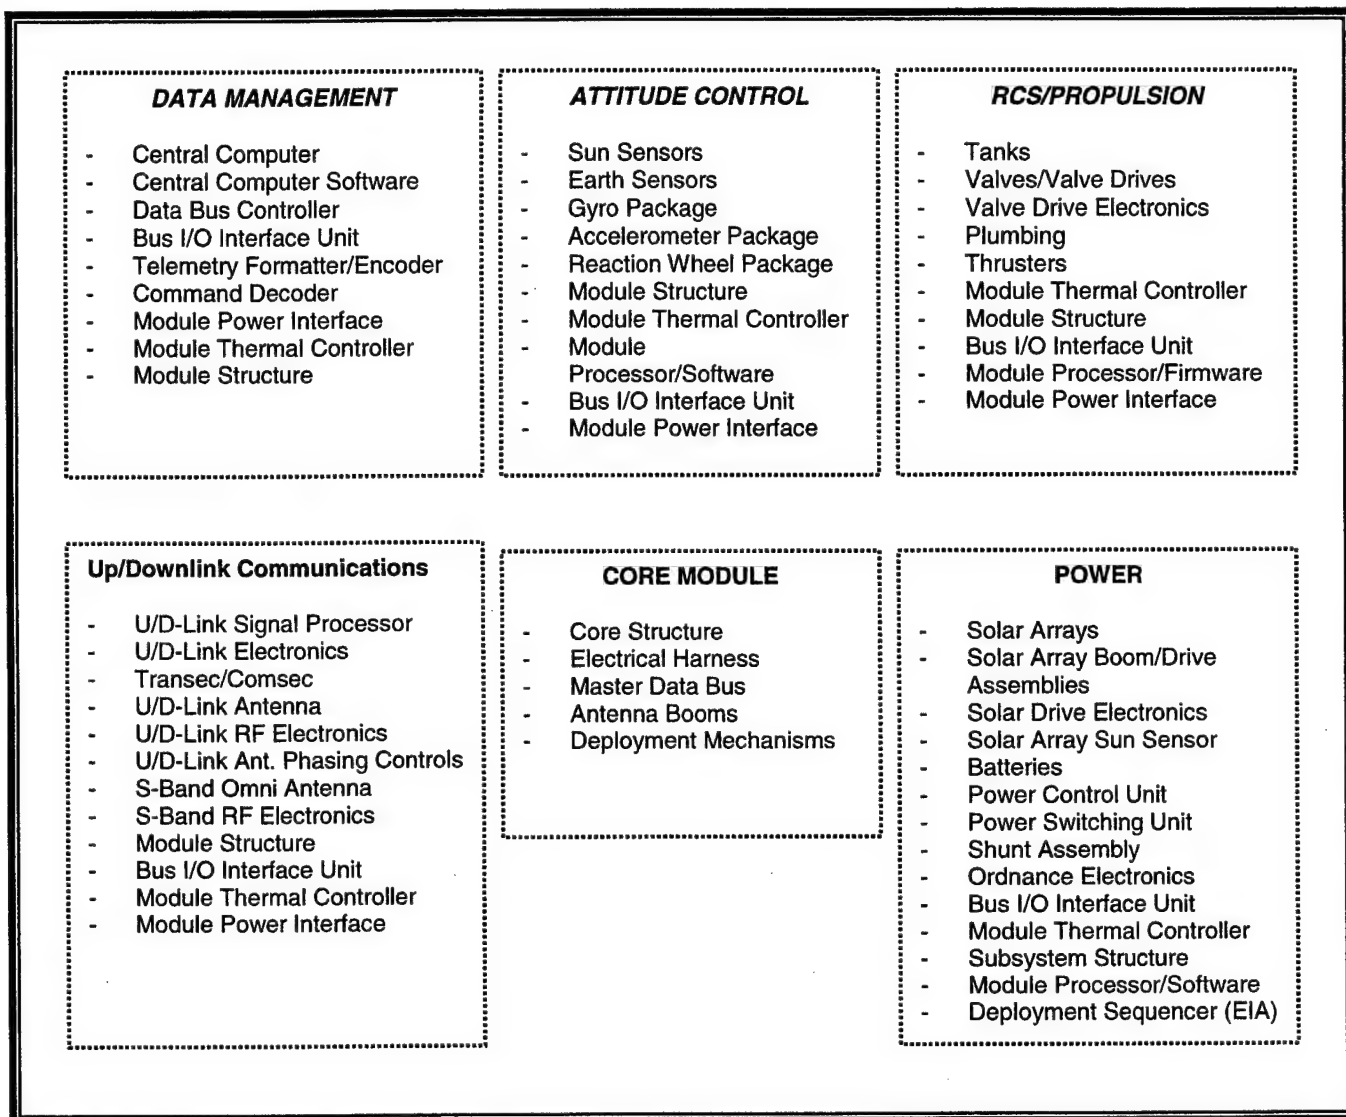 DATA MANAGEMENT
- Central Computer
- Central Computer Software
- Data Bus Controller
- Bus I/O Interface Unit
- Telemetry Formatter/Encoder
- Command Decoder
- Module Power Interface
- Module Thermal Controller
- Module Structure
ATTITUDE CONTROL
- Sun Sensors
- Earth Sensors
- Gyro Package
- Accelerometer Package
- Reaction Wheel Package
- Module Structure
- Module Thermal Controller
- Module
Processor/Software
- Bus I/O Interface Unit
- Module Power Interface
RCS/PROPULSION
- Tanks
- Valves/Valve Drives
- Valve Drive Electronics
- Plumbing
- Thrusters
- Module Thermal Controller
- Module Structure
- Bus I/O Interface Unit
- Module Processor/Firmware
- Module Power Interface
Up/Downlink Communications
- U/D-Link Signal Processor
- U/D-Link Electronics
- Transec/Comsec
- U/D-Link Antenna
- U/D-Link RF Electronics
- U/D-Link Ant. Phasing Controls
- S-Band Omni Antenna
- S-Band RF Electronics
- Module Structure
- Bus I/O Interface Unit
- Module Thermal Controller
- Module Power Interface
CORE MODULE
- Core Structure
- Electrical Harness
- Master Data Bus
- Antenna Booms
- Deployment Mechanisms
POWER
- Solar Arrays
- Solar Array Boom/Drive
Assemblies
- Solar Drive Electronics
- Solar Array Sun Sensor
- Batteries
- Power Control Unit
- Power Switching Unit
- Shunt Assembly
- Ordnance Electronics
- Bus I/O Interface Unit
- Module Thermal Controller
- Subsystem Structure
- Module Processor/Software
- Deployment Sequencer (EIA)